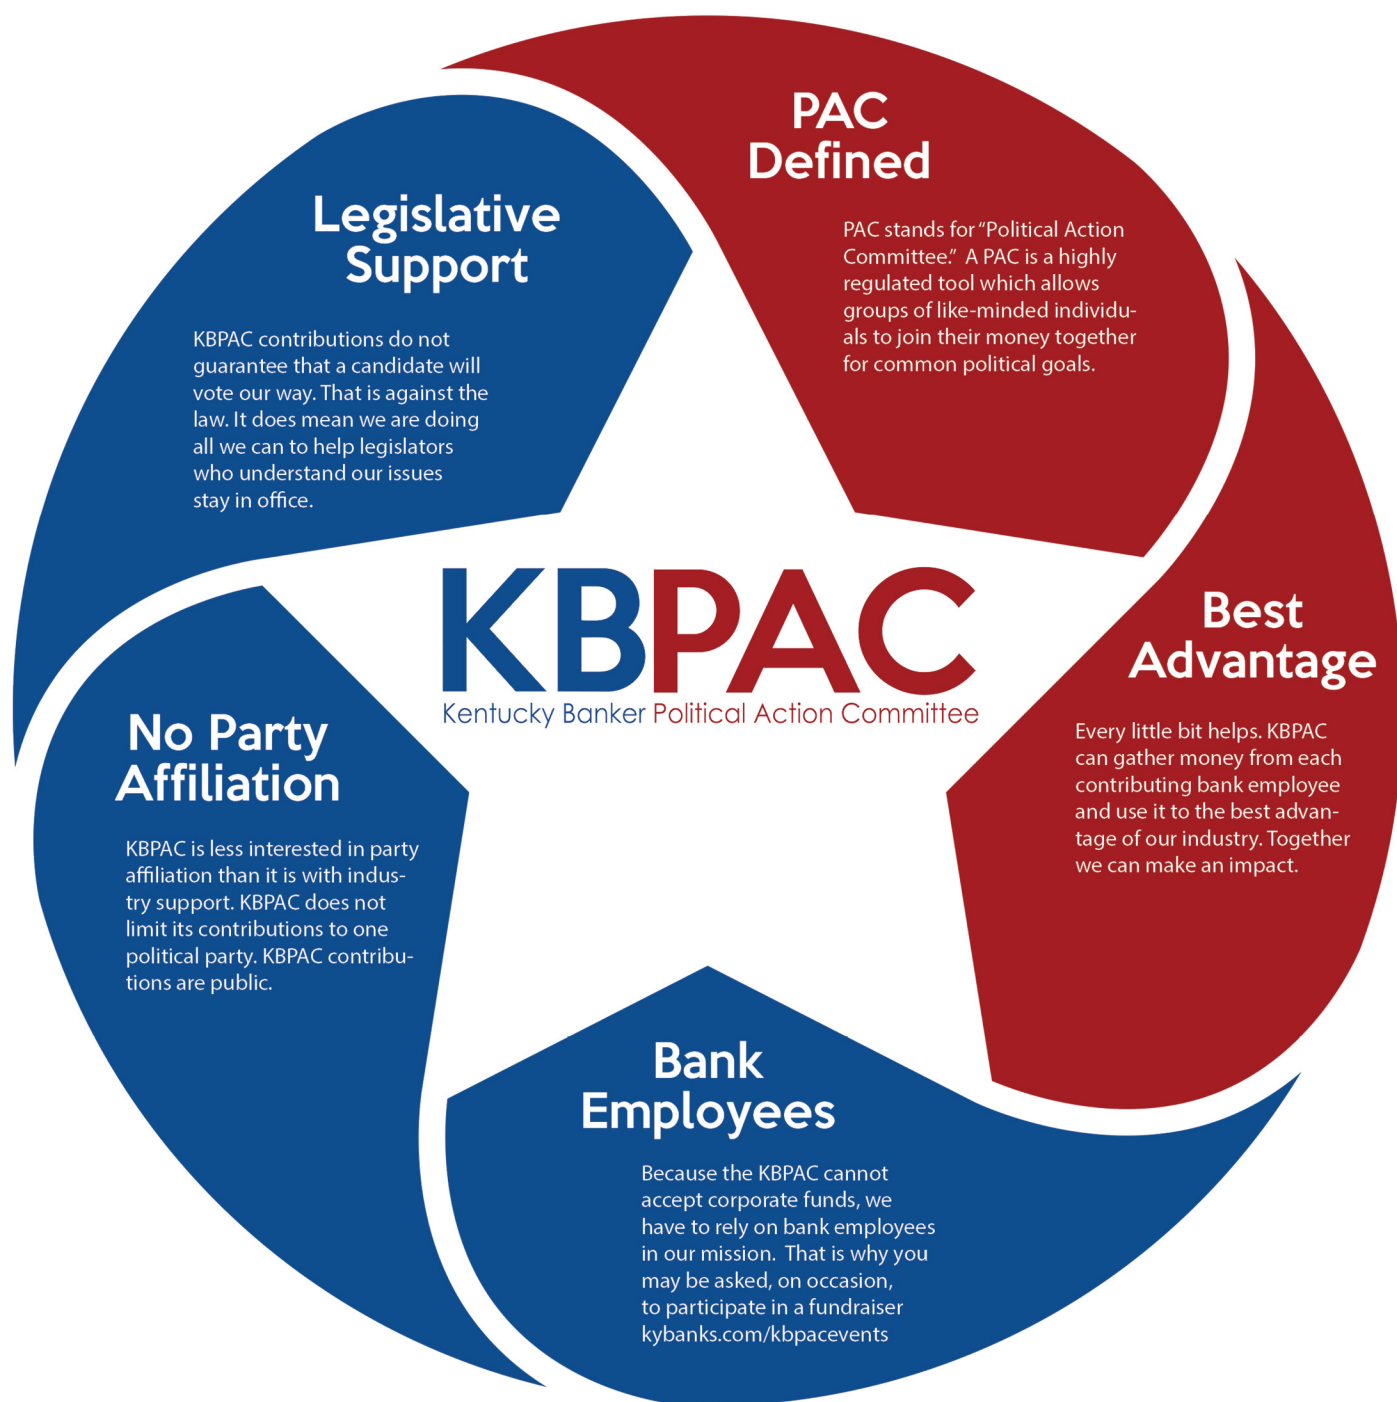 PAC
Defined
PAC stands for “Political Action
Committee.”  A PAC is a highly
regulated tool which allows
groups of like-minded individu-
als to join their money together
for common political goals.
Legislative
Support
KBPAC contributions do not
guarantee that a candidate will
vote our way. That is against the
law. It does mean we are doing
all we can to help legislators
who understand our issues
stay in office.
KBPAC
Kentucky Banker Political Action Committee
Best
Advantage
Every little bit helps. KBPAC
can gather money from each
contributing bank employee
and use it to the best advan-
tage of our industry. Together
we can make an impact.
No Party
Affiliation
KBPAC is less interested in party
affiliation than it is with indus-
try support. KBPAC does not
limit its contributions to one
political party. KBPAC contribu-
tions are public.
Bank
Employees
Because the KBPAC cannot
accept corporate funds, we
have to rely on bank employees
in our mission.  That is why you
may be asked, on occasion,
to participate in a fundraiser
kybanks.com/kbpacevents